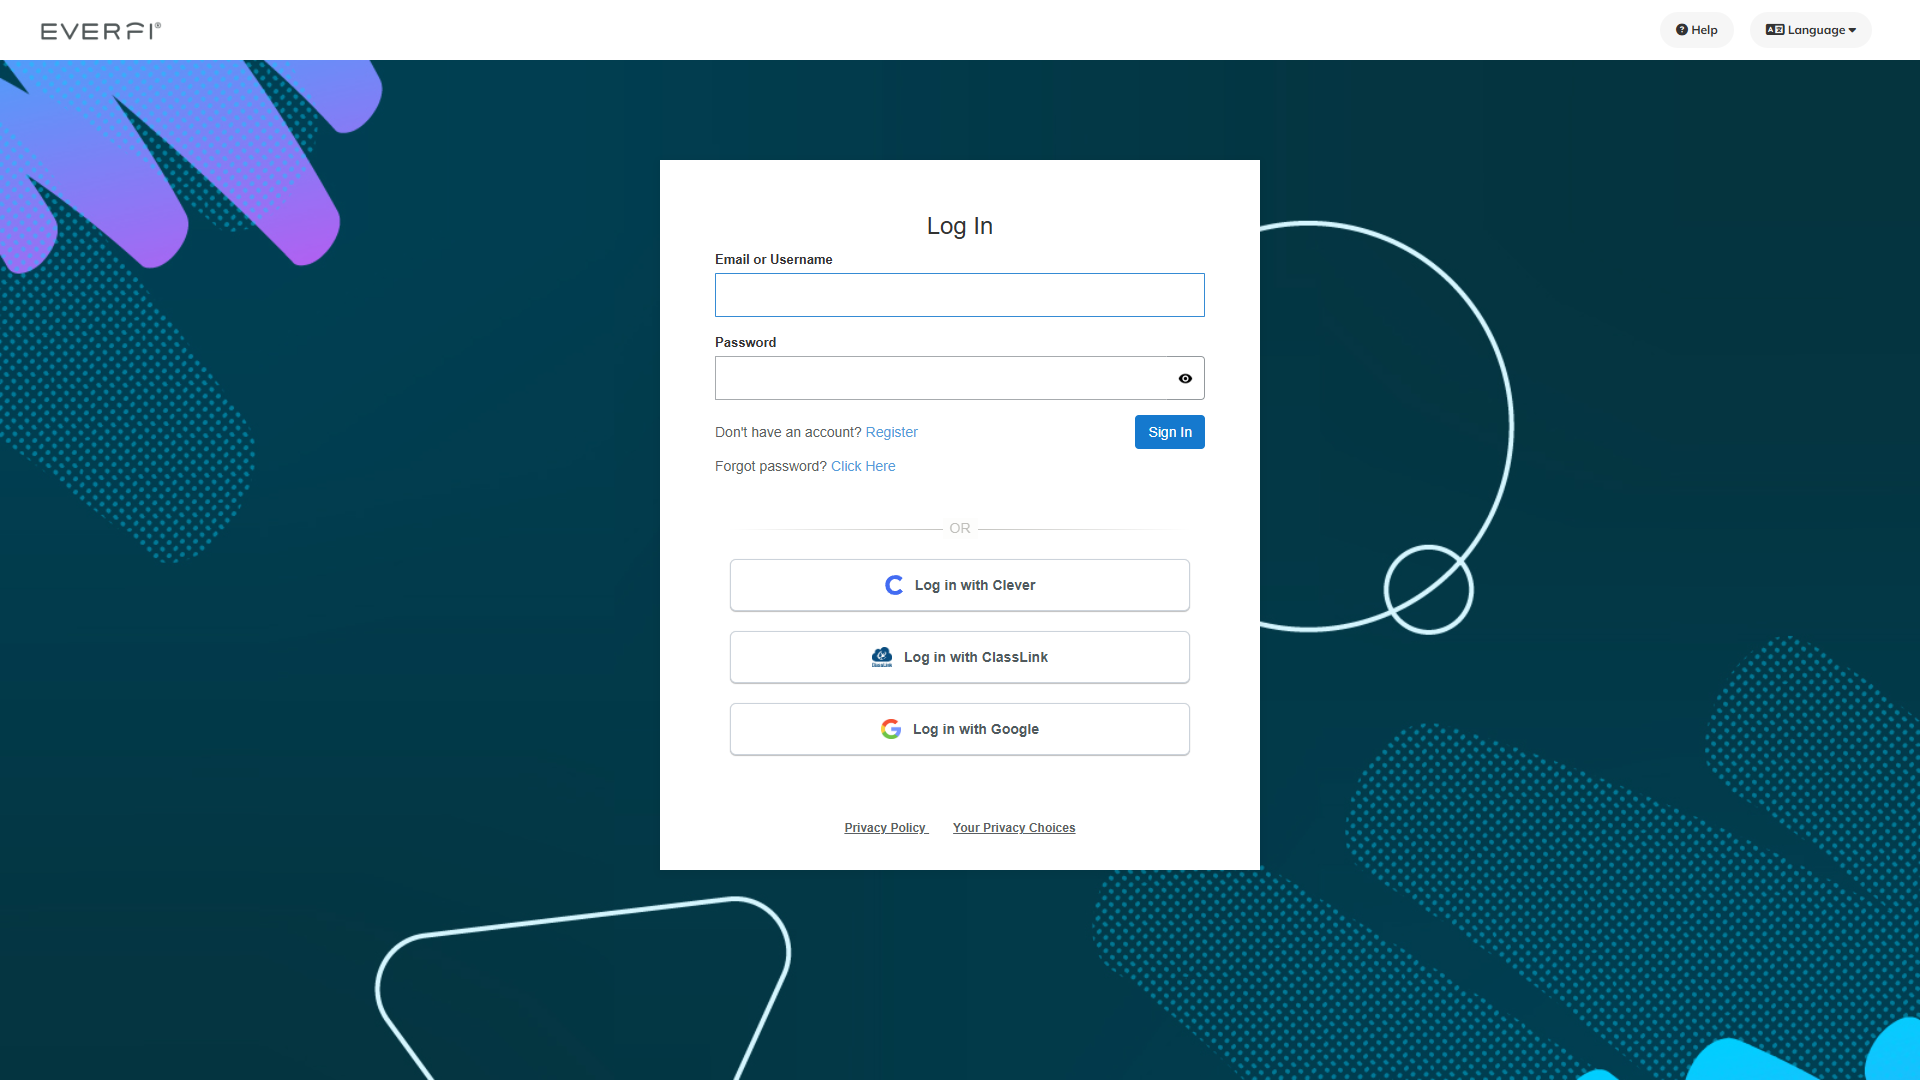 EVERFI®
Help
Language
Log In
Email or Username
Password
Don't have an account? Register
Sign In
Forgot password? Click Here
OR
Log in with Clever
Log in with ClassLink
Log in with Google
Privacy Policy
Your Privacy Choices